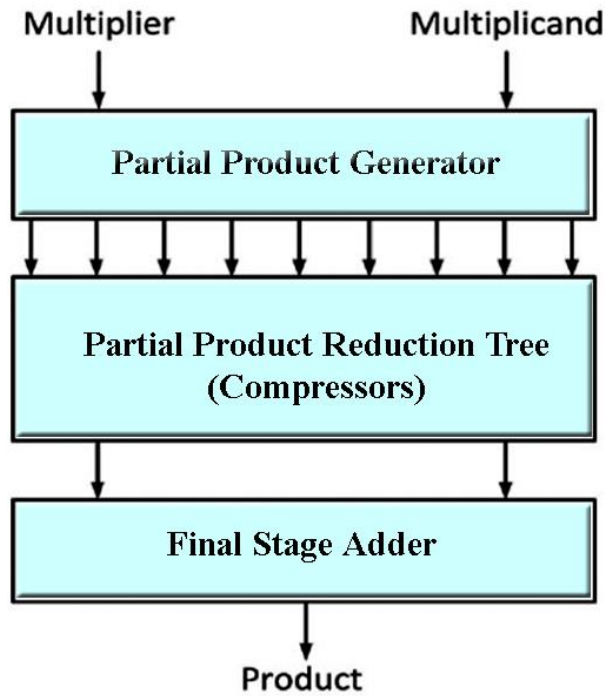 Multiplier
Multiplicand
Partial Product Generator
Partial Product Reduction Tree
(Compressors)
Final Stage Adder
Product